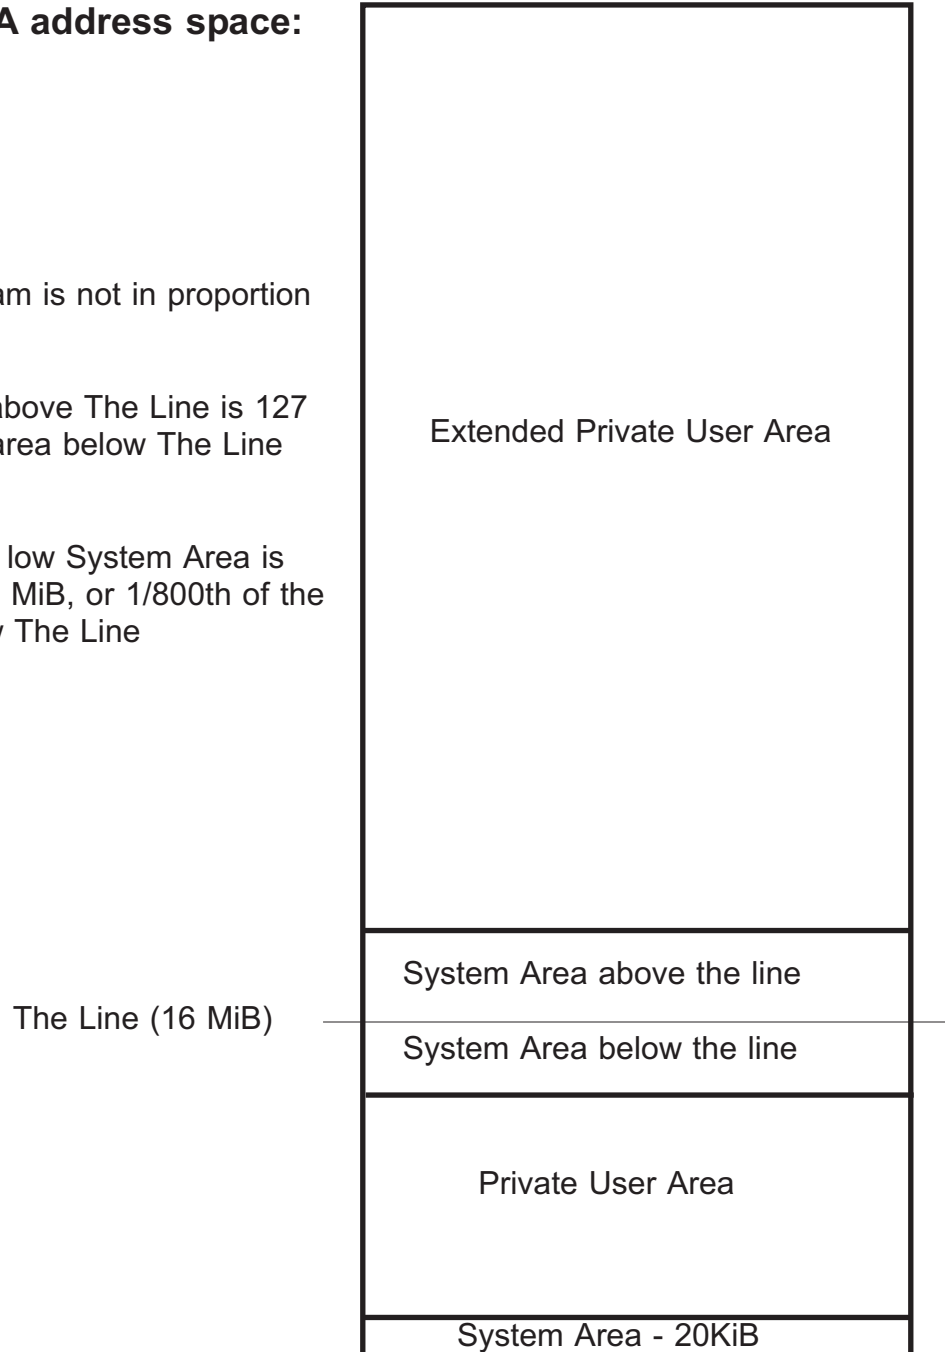 A address space:
am is not in proportion
above The Line is 127
area below The Line
low System Area is
MiB, or 1/800th of the
The Line
Extended Private User Area
System Area above the line
The Line (16 MiB)
System Area below the line
Private User Area
System Area - 20KiB